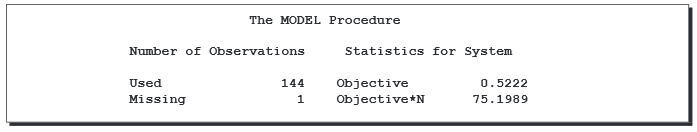 The MODEL Procedure
Number of Observations Statistics for System
Used 144 Objective 0.5222
Missing 1 Objective*N 75.1989